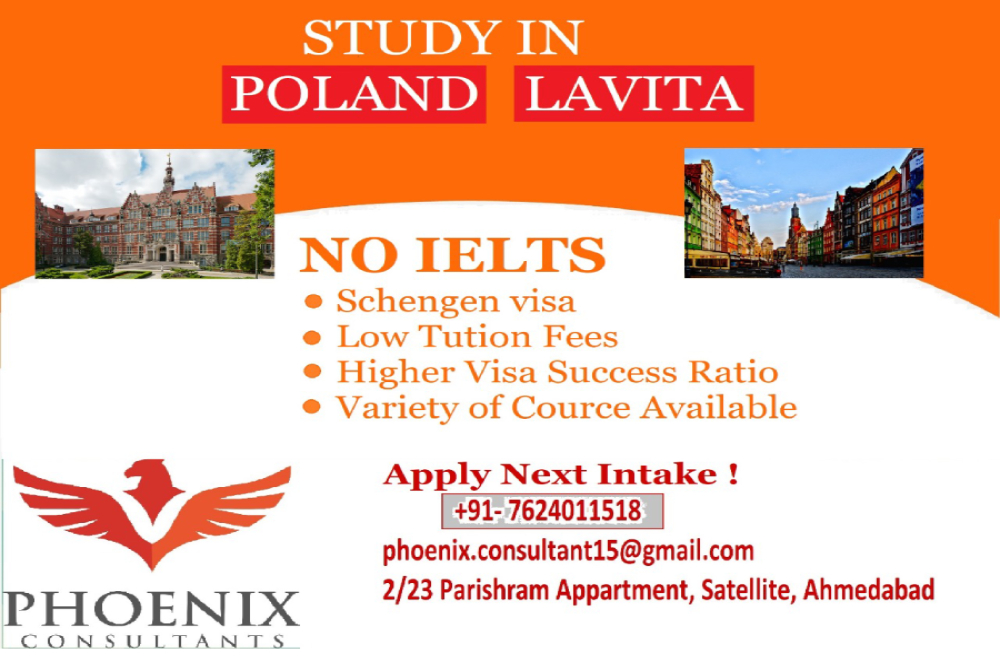 STUDY IN
POLAND LAVITA
NO IELTS
Schengen visa
Low Tution Fees
Higher Visa Success Ratio
Variety of Cource Available
Apply Next Intake !
+91- 7624011518
phoenix.consultant15@gmail.com
2/23 Parishram Appartment, Satellite, Ahmedabad
PHOENIX
CONSULTANTS